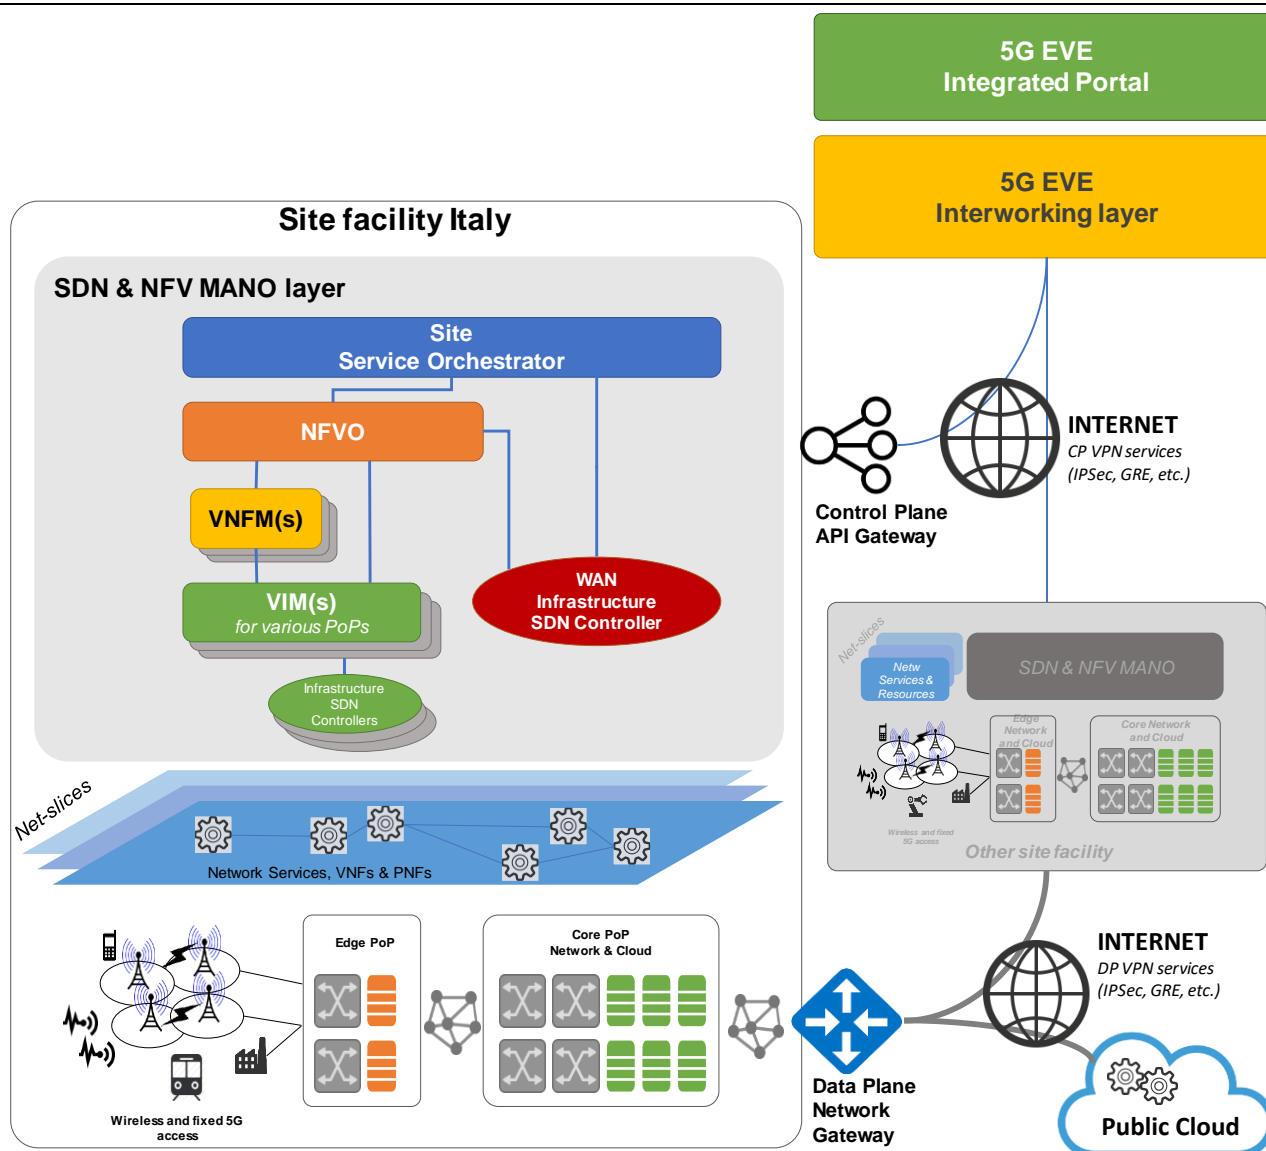 5G EVE
Integrated Portal
5G EVE
Interworking layer
Site facility Italy
SDN & NFV MANO layer
Site
Service Orchestrator
NFVO
VNFM(s)
VIM(s)
for various PoPs
WAN
Infrastructure
SDN Controller
Infrastructure
SDN
Controllers
INTERNET
CP VPN services
(IPSec, GRE, etc.)
Control Plane
API Gateway
Net-slices
Netw
Services &
Resources
SDN & NFV MANO
Edge
Network
and Cloud
Core Network
and Cloud
Wireless and fixed
5G access
Other site facility
Net-slices
Network Services, VNFs & PNFs
Edge PoP
Core PoP
Network & Cloud
Wireless and fixed 5G
access
INTERNET
DP VPN services
(IPSec, GRE, etc.)
Data Plane
Network
Gateway
Public Cloud